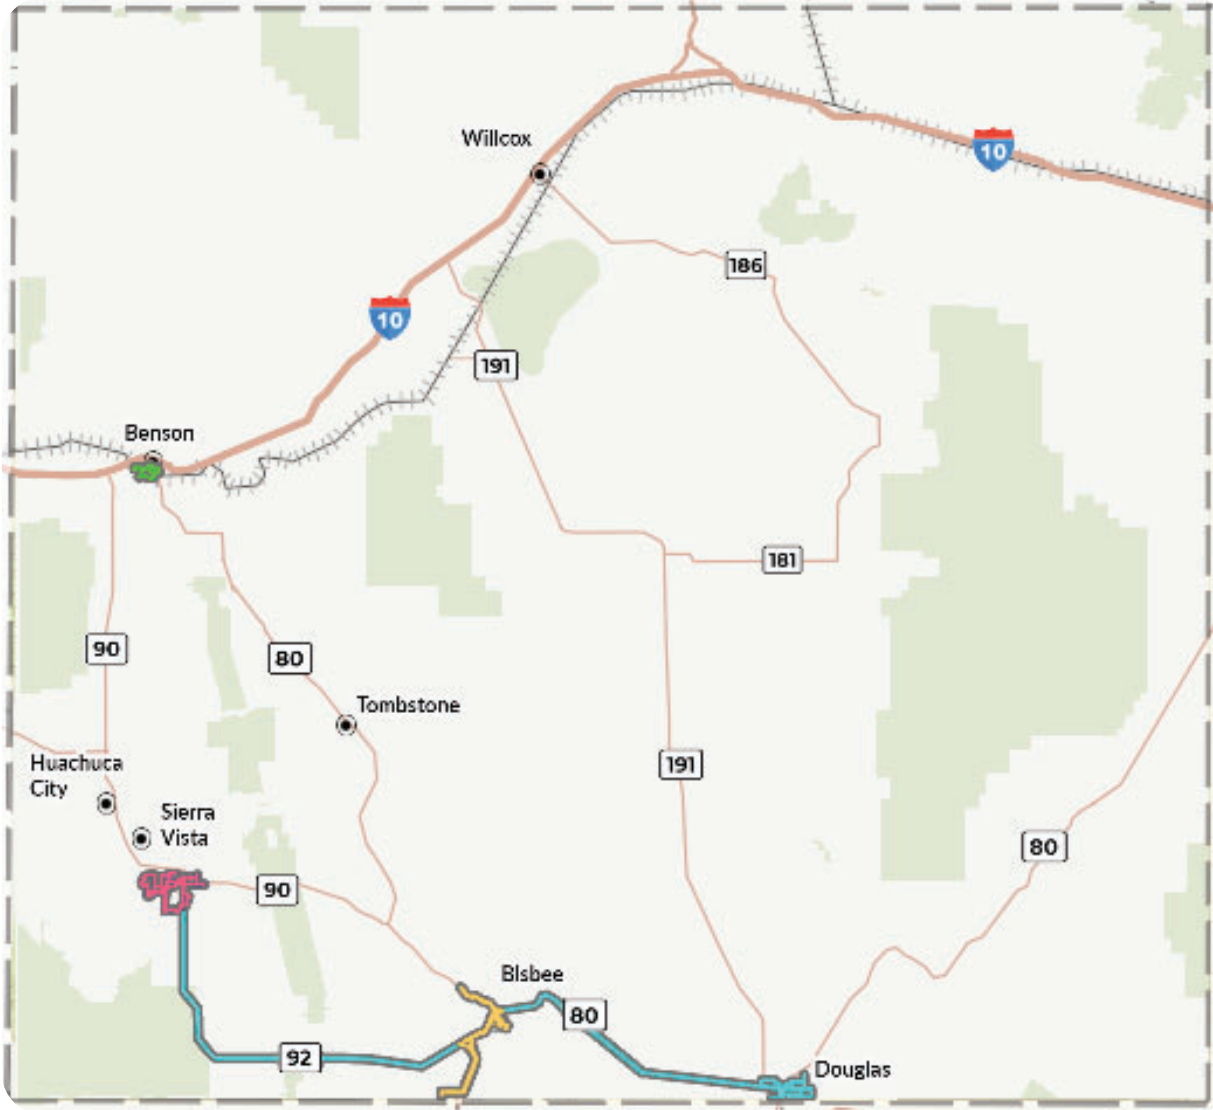 Willcox
10
186
10
191
Benson
181
90
80
Tombstone
191
Huachuca
City
Sierra
Vista
80
90
BIsbee
80
92
Douglas